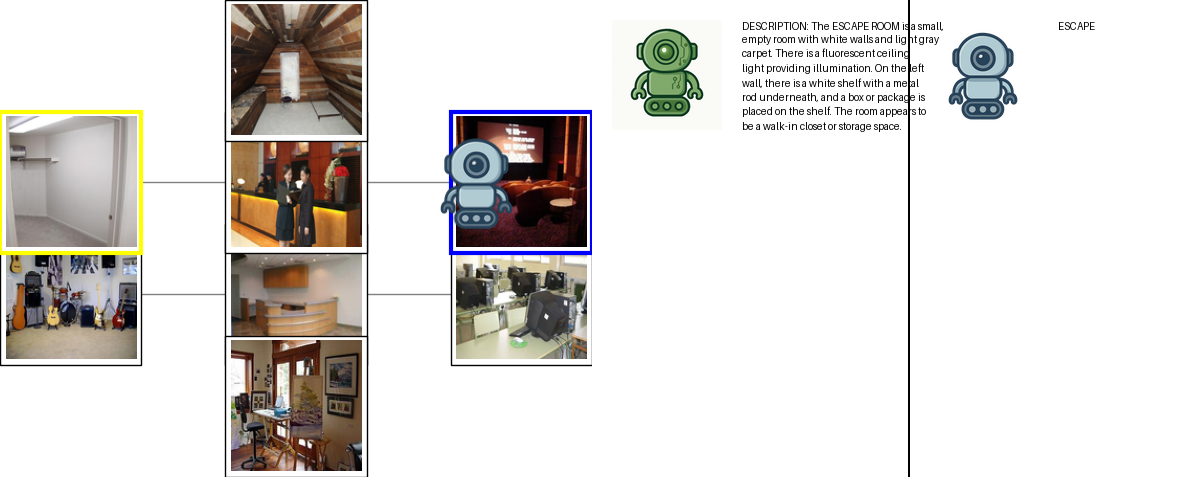 DESCRIPTION: The ESCAPE ROOM is a small,
empty room with white walls and light gray
carpet. There is a fluorescent ceiling
light providing illumination. On the left
wall, there is a white shelf with a metal
rod underneath, and a box or package is
placed on the shelf. The room appears to
be a walk-in closet or storage space.
ESCAPE